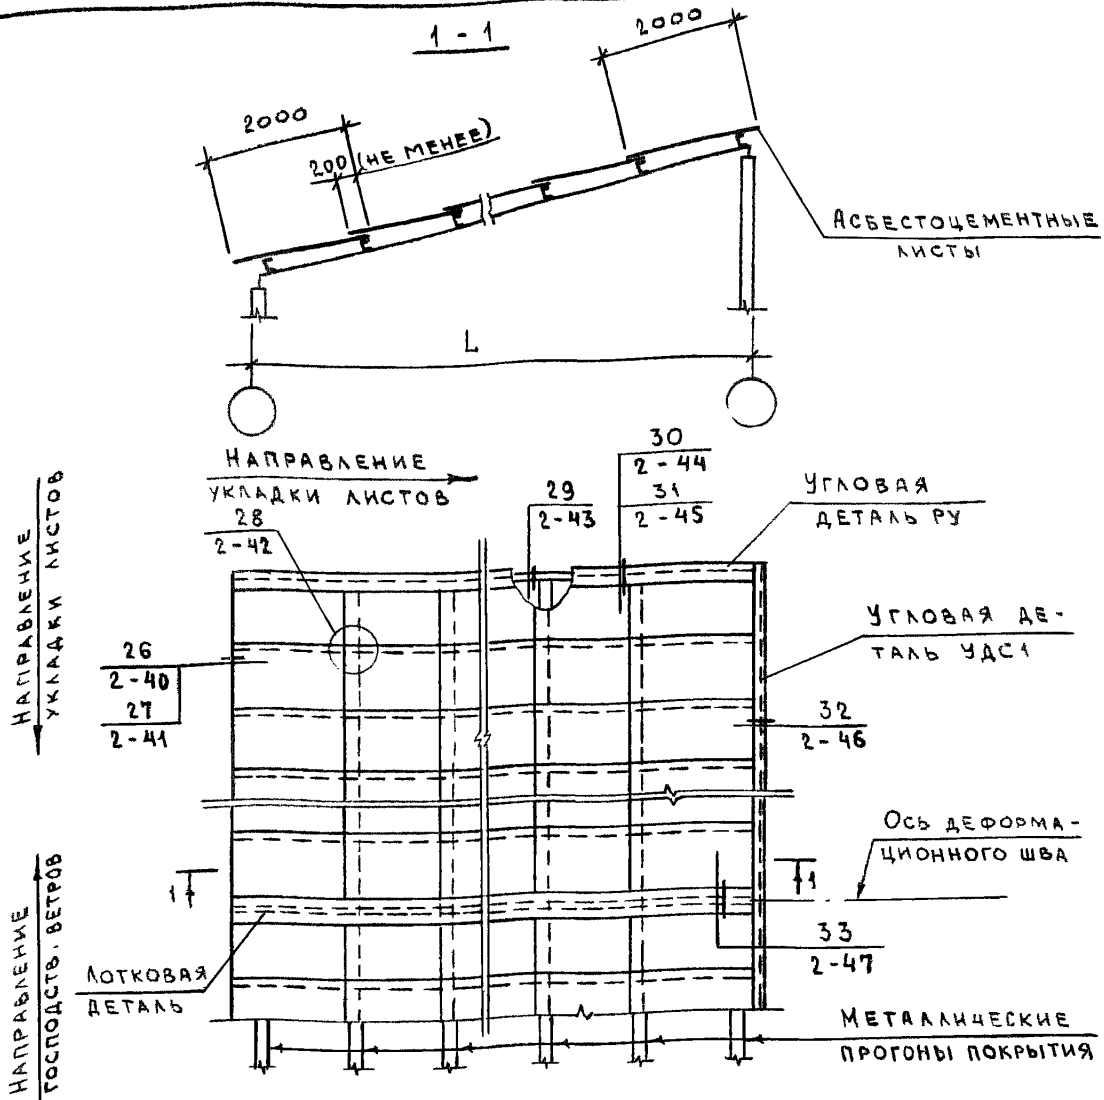 1 - 1
2000
2000
200 (НЕ МЕНЕЕ)
АСБЕСТОЦЕМЕНТНЫЕ
ЛИСТЫ
L
НАПРАВЛЕНИЕ
УКЛАДКИ ЛИСТОВ
30
2-44
31
2-45
29
2-43
28
2-42
УГЛОВАЯ
ДЕТАЛЬ РУ
НАПРАВЛЕНИЕ
УКЛАДКИ ЛИСТОВ
УГЛОВАЯ ДЕ-
ТАЛЬ УДС1
26
2-40
27
2-41
32
2-46
ОСЬ ДЕФОРМА-
ЦИОННОГО ШВА
1
1
33
2-47
НАПРАВЛЕНИЕ
ГОСПОДСТВ. ВЕТРОВ
ЛОТКОВАЯ
ДЕТАЛЬ
МЕТАЛЛИЧЕСКИЕ
ПРОГОНЫ ПОКРЫТИЯ